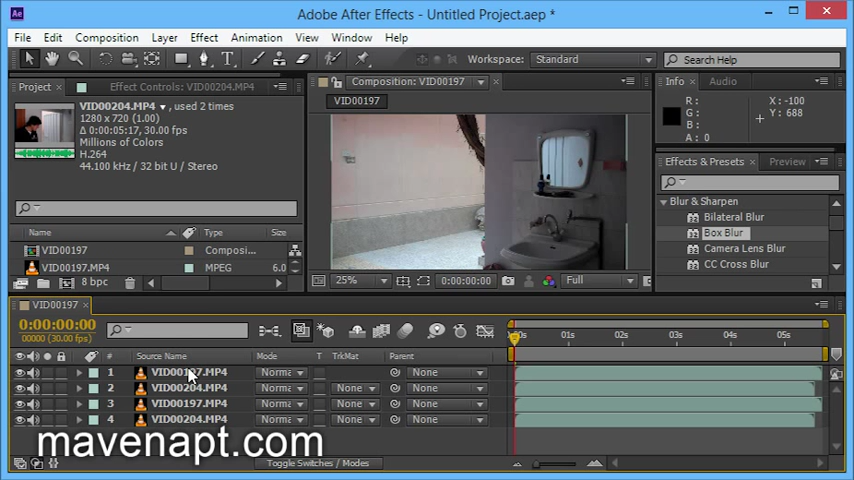 Ae
Adobe After Effects - Untitled Project.aep *
File Edit Composition Layer Effect Animation View Window Help
Workspace: Standard
Search Help
Project
Effect Controls: VID00204.MP4
Composition: VID00197
Info
Audio
VID00197
VID00204.MP4 , used 2 times
1280 x 720 (1.00)
Δ 0:00:05:17, 30.00 fps
Millions of Colors
H.264
44.100 kHz / 32 bit U / Stereo
R :
G :
B :
A : 0
X : -100
Y : 688
Effects & Presets
Preview
Blur & Sharpen
Bilateral Blur
Box Blur
Camera Lens Blur
CC Cross Blur
Name Type Size
VID00197 Composi...
VID00197.MP4 MPEG 6.0
8 bpc
25%
0:00:00:00
Full
VID00197
0:00:00:00
00000 (30.00 fps)
# Source Name Mode T TrkMat Parent
01s 02s 03s 04s 05s
1 VID00197.MP4 Norma None
2 VID00204.MP4 Norma None None
3 VID00197.MP4 Norma None None
4 VID00204.MP4 Norma None None
mavenapt.com
Toggle Switches / Modes